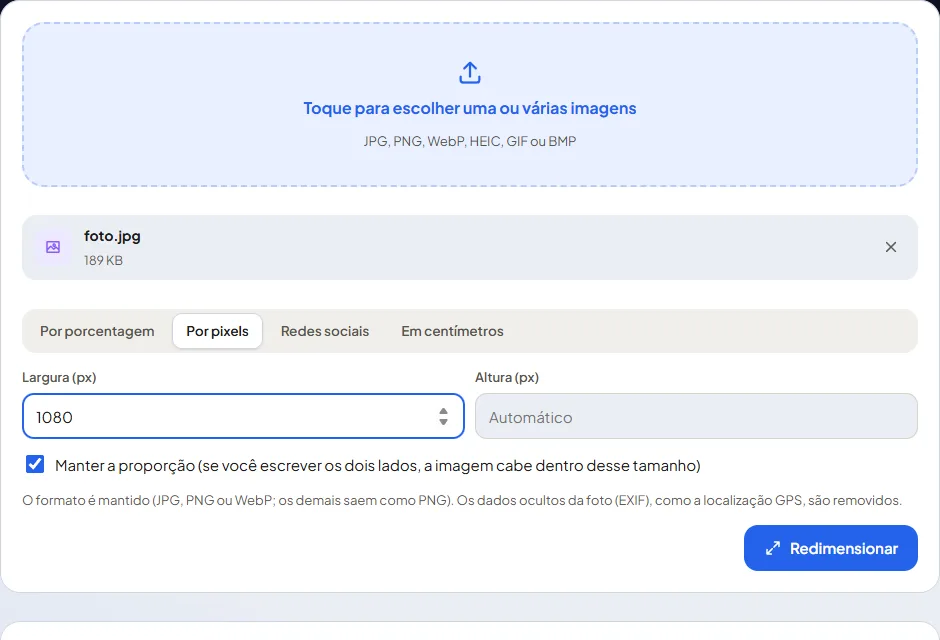 Toque para escolher uma ou várias imagens
JPG, PNG, WebP, HEIC, GIF ou BMP
foto.jpg
189 KB
Por porcentagem
Por pixels
Redes sociais
Em centímetros
Largura (px)
Altura (px)
1080
Automático
Manter a proporção (se você escrever os dois lados, a imagem cabe dentro desse tamanho)
O formato é mantido (JPG, PNG ou WebP; os demais saem como PNG). Os dados ocultos da foto (EXIF), como a localização GPS, são removidos.
Redimensionar